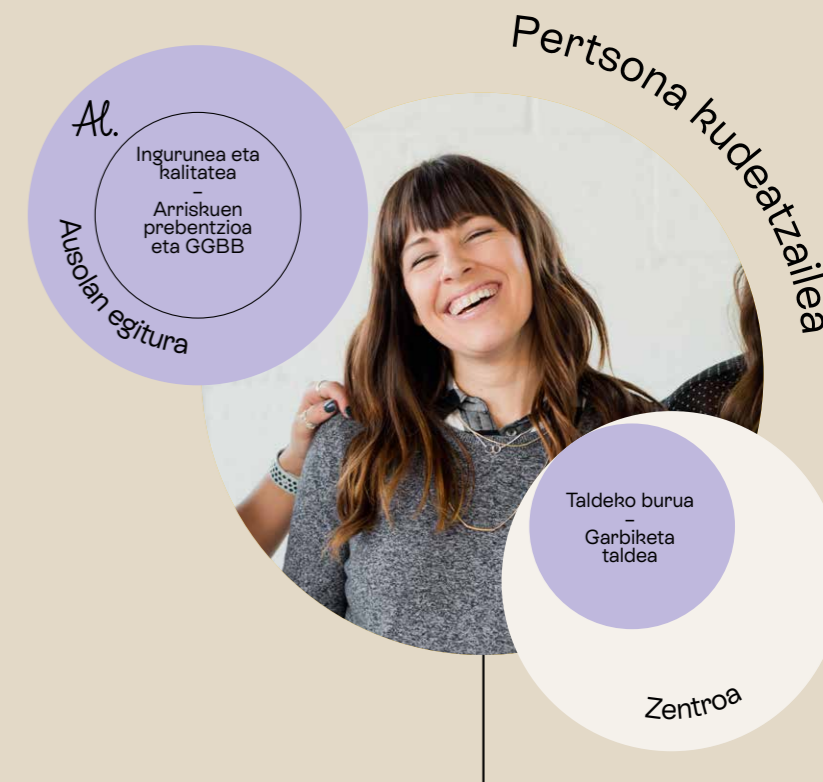 Pertsona kudeatzailea
Al.
Ingurunea eta
kalitatea
–
Arriskuen
prebentzioa
eta GGBB
Ausolan egitura
Taldeko burua
–
Garbiketa
taldea
Zentroa